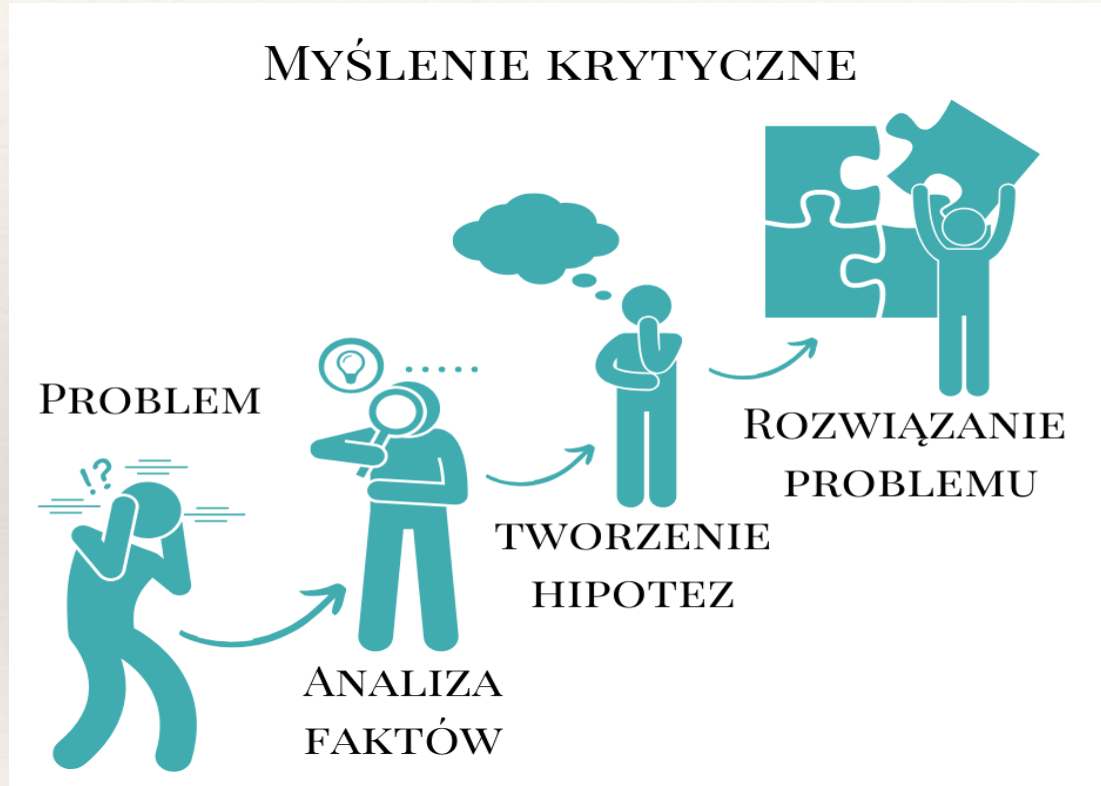 Myślenie krytyczne
Problem
!?
Analiza
faktów
tworzenie
hipotez
Rozwiązanie
problemu